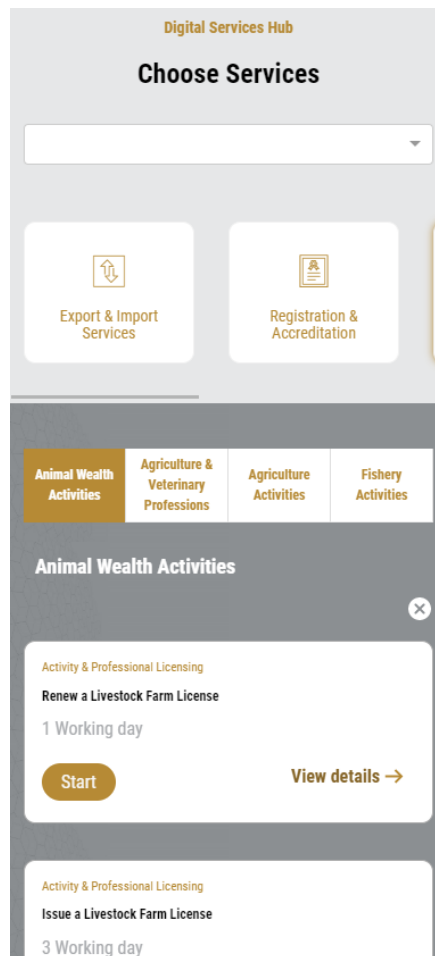 Digital Services Hub
Choose Services
Export & Import
Services
Registration &
Accreditation
Animal Wealth
Activities
Agriculture &
Veterinary
Professions
Agriculture
Activities
Fishery
Activities
Animal Wealth Activities
Activity & Professional Licensing
Renew a Livestock Farm License
1 Working day
Start
View details →
Activity & Professional Licensing
Issue a Livestock Farm License
3 Working day